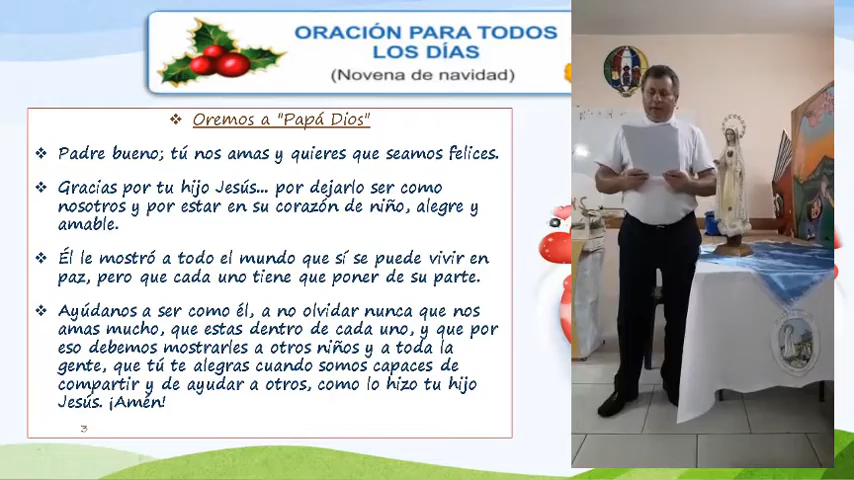 ORACIÓN PARA TODOS
LOS DÍAS
(Novena de navidad)
❖ Oremos a "Papá Dios"
❖ Padre bueno; tú nos amas y quieres que seamos felices.
❖ Gracias por tu hijo Jesús... por dejarlo ser como
nosotros y por estar en su corazón de niño, alegre y
amable.
❖ Él le mostró a todo el mundo que sí se puede vivir en
paz, pero que cada uno tiene que poner de su parte.
❖ Ayúdanos a ser como él, a no olvidar nunca que nos
amas mucho, que estas dentro de cada uno, y que por
eso debemos mostrarles a otros niños y a toda la
gente, que tú te alegras cuando somos capaces de
compartir y de ayudar a otros, como lo hizo tu hijo
Jesús. ¡Amén!
3